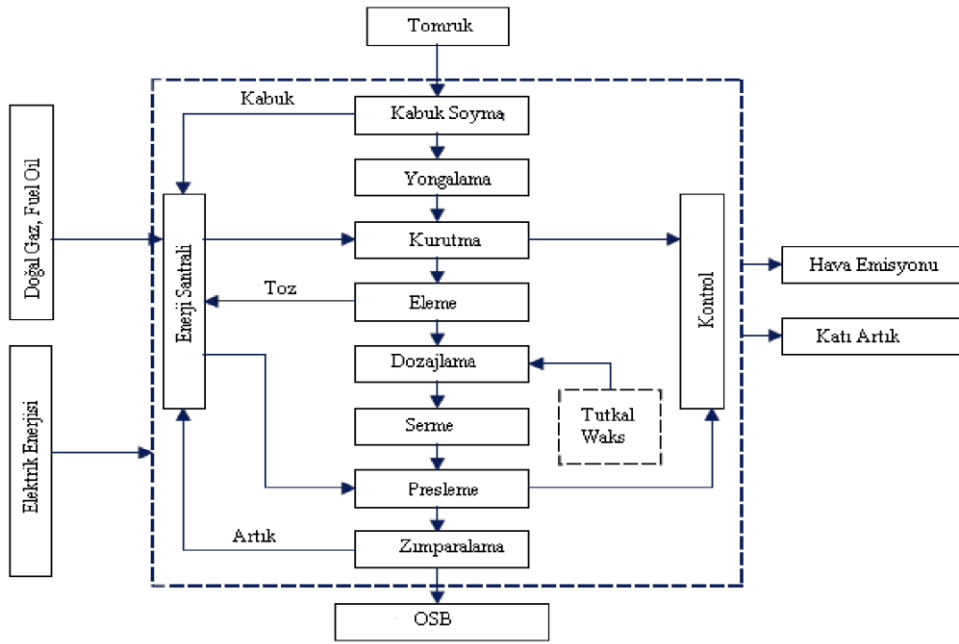 Tomruk
Kabuk
Kabuk Soyma
Yongalama
Doğal Gaz, Fuel Oil
Enerji Santrali
Kurutma
Kontrol
Hava Emisyonu
Toz
Eleme
Katı Artık
Dozajlama
Elektrik Enerjisi
Tutkal
Waks
Serme
Presleme
Artık
Zımparalama
OSB